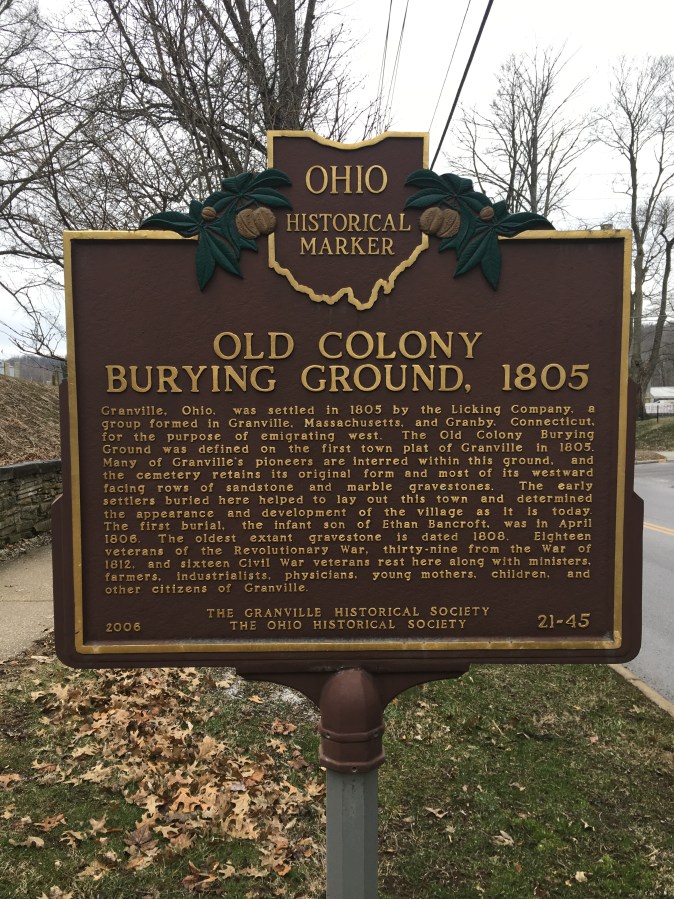 OHIO
HISTORICAL
MARKER
OLD COLONY
BURYING GROUND, 1805
Granville, Ohio, was settled in 1805 by the Licking Company, a
group formed in Granville, Massachusetts, and Granby, Connecticut,
for the purpose of emigrating west. The Old Colony Burying
Ground was defined on the first town plat of Granville in 1805.
Many of Granville's pioneers are interred within this ground, and
the cemetery retains its original form and most of its westward
facing rows of sandstone and marble gravestones. The early
settlers buried here helped to lay out this town and determined
the appearance and development of the village as it is today.
The first burial, the infant son of Ethan Bancroft, was in April
1806. The oldest extant gravestone is dated 1808. Eighteen
veterans of the Revolutionary War, thirty-nine from the War of
1812, and sixteen Civil War veterans rest here along with ministers,
farmers, industrialists, physicians, young mothers, children, and
other citizens of Granville.
THE GRANVILLE HISTORICAL SOCIETY
2006 THE OHIO HISTORICAL SOCIETY 21-45